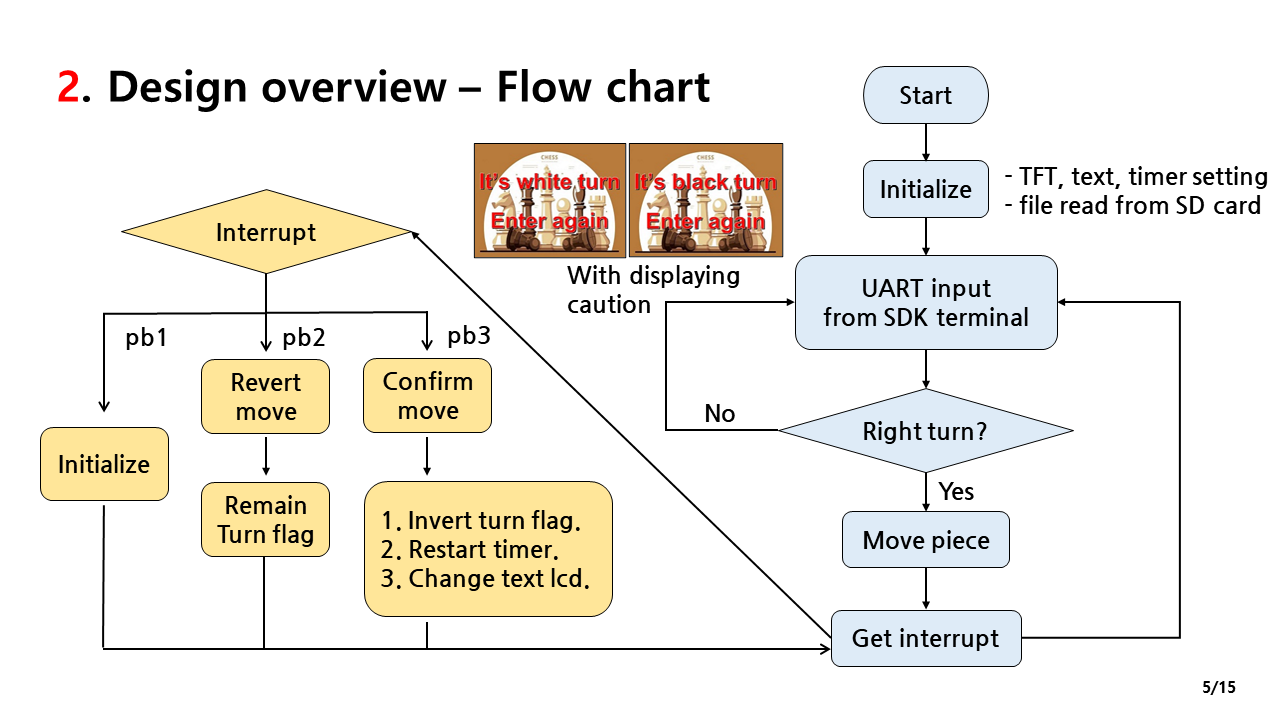 2. Design overview – Flow chart
Start
Initialize
- TFT, text, timer setting
- file read from SD card
CHESS
It's white turn
Enter again
CHESS
It's black turn
Enter again
With displaying
caution
UART input
from SDK terminal
No
Right turn?
Yes
Move piece
Get interrupt
Interrupt
pb1
pb2
pb3
Initialize
Revert
move
Remain
Turn flag
Confirm
move
1. Invert turn flag.
2. Restart timer.
3. Change text lcd.
5/15